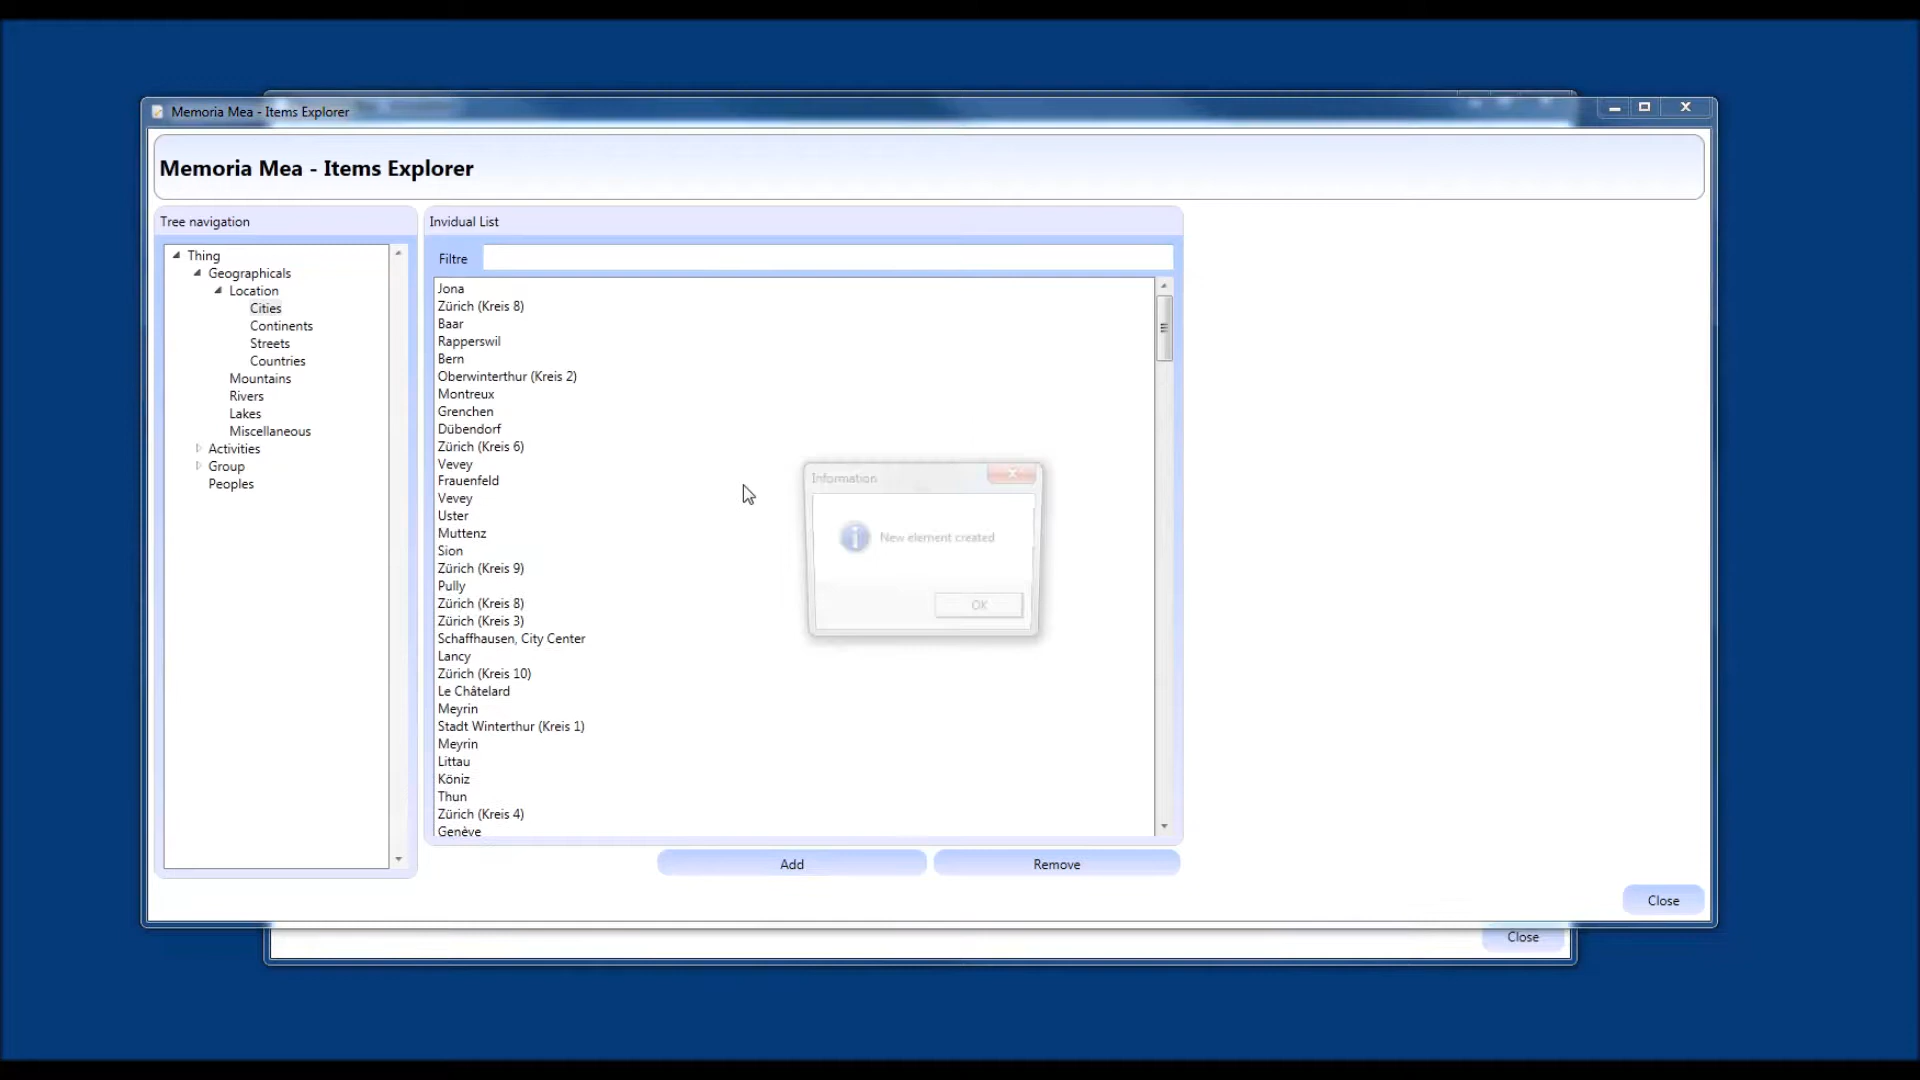 Memoria Mea - Items Explorer
Memoria Mea - Items Explorer
Tree navigation
Thing
Geographicals
Location
Cities
Continents
Streets
Countries
Mountains
Rivers
Lakes
Miscellaneous
Activities
Group
Peoples
Invidual List
Filtre
Jona
Zürich (Kreis 8)
Baar
Rapperswil
Bern
Oberwinterthur (Kreis 2)
Montreux
Grenchen
Dübendorf
Zürich (Kreis 6)
Vevey
Frauenfeld
Vevey
Uster
Muttenz
Sion
Zürich (Kreis 9)
Pully
Zürich (Kreis 8)
Zürich (Kreis 3)
Schaffhausen, City Center
Lancy
Zürich (Kreis 10)
Le Châtelard
Meyrin
Stadt Winterthur (Kreis 1)
Meyrin
Littau
Köniz
Thun
Zürich (Kreis 4)
Genève
Information
New element created
OK
Add
Remove
Close
Close